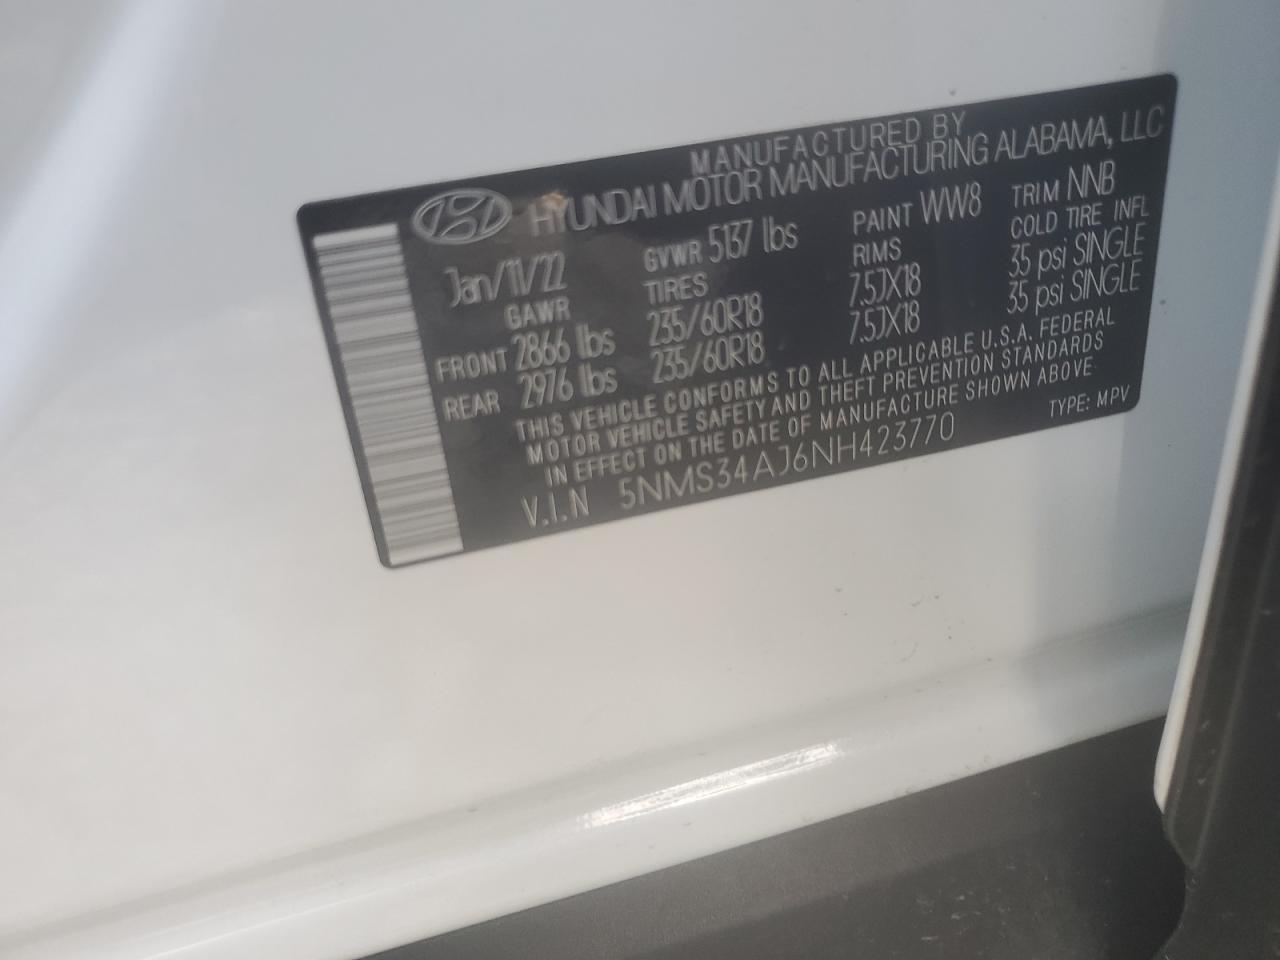 MANUFACTURED BY
HYUNDAI MOTOR MANUFACTURING ALABAMA, LLC
Jan/11/22 GVWR 5137 lbs PAINT WW8 TRIM NNB
GAWR TIRES RIMS COLD TIRE INFL
FRONT 2866 lbs 235/60R18 7.5JX18 35 psi SINGLE
REAR 2976 lbs 235/60R18 7.5JX18 35 psi SINGLE
THIS VEHICLE CONFORMS TO ALL APPLICABLE U.S.A. FEDERAL
MOTOR VEHICLE SAFETY AND THEFT PREVENTION STANDARDS
IN EFFECT ON THE DATE OF MANUFACTURE SHOWN ABOVE
V.I.N 5NMS34AJ6NH423770 TYPE: MPV